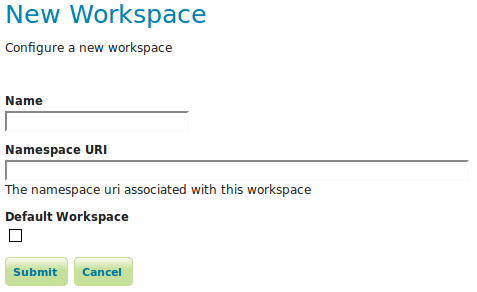 New Workspace
Configure a new workspace
Name
Namespace URI
The namespace uri associated with this workspace
Default Workspace
Submit Cancel